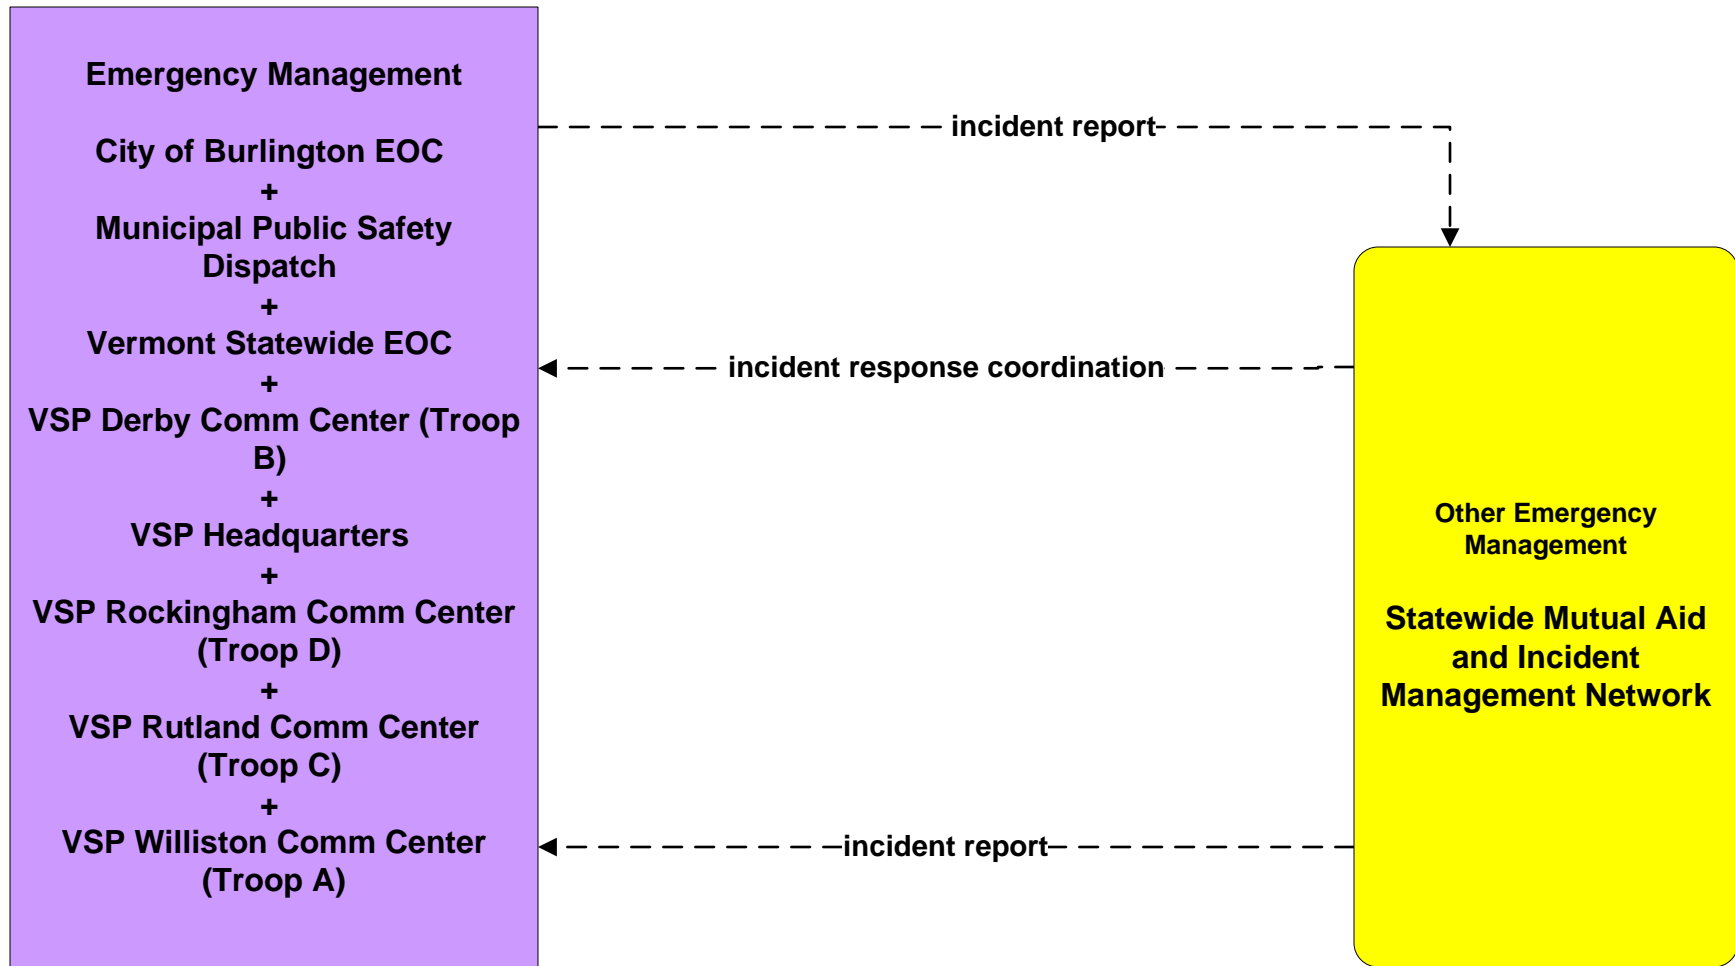 Emergency Management
City of Burlington EOC
+
Municipal Public Safety
Dispatch
+
Vermont Statewide EOC
+
VSP Derby Comm Center (Troop
B)
+
VSP Headquarters
+
VSP Rockingham Comm Center
(Troop D)
+
VSP Rutland Comm Center
(Troop C)
+
VSP Williston Comm Center
(Troop A)
incident report
incident response coordination
incident report
Other Emergency
Management
Statewide Mutual Aid
and Incident
Management Network